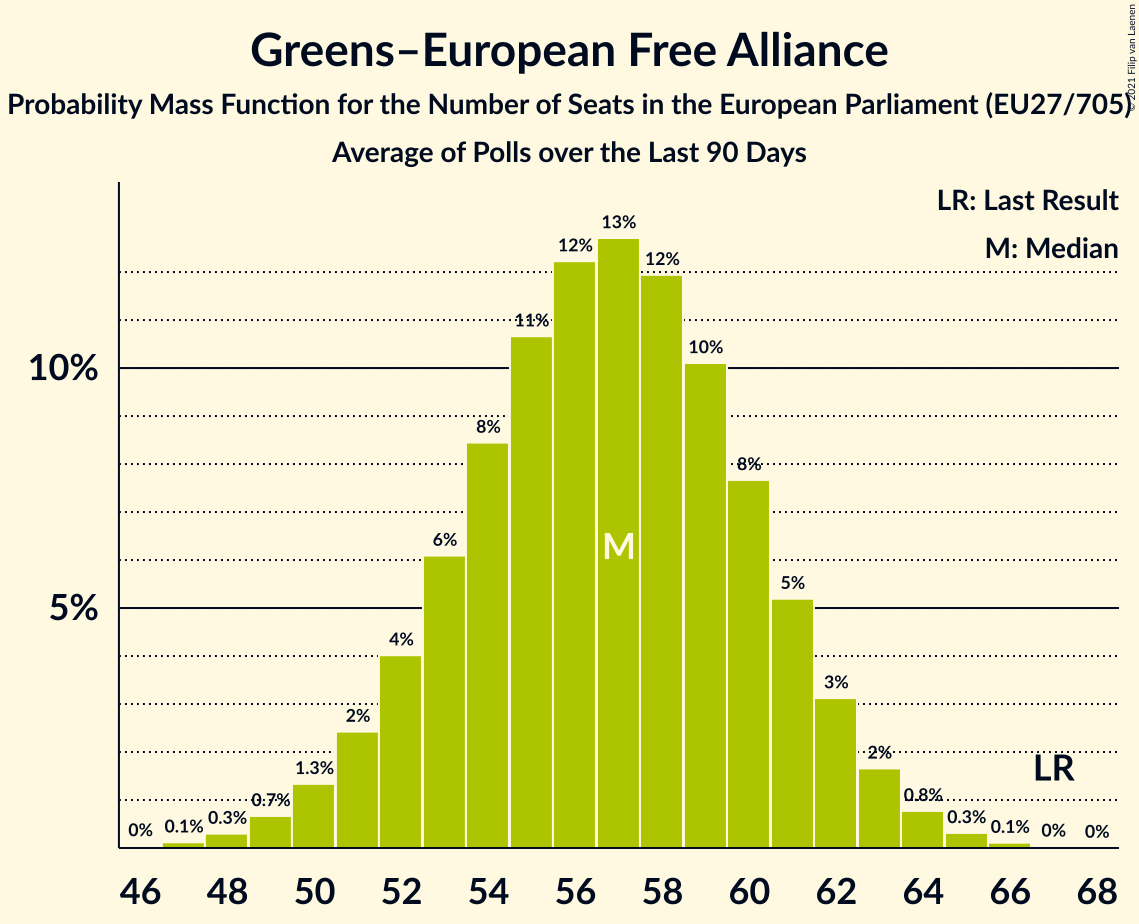 Greens–European Free Alliance
Probability Mass Function for the Number of Seats in the European Parliament (EU27/705)
Average of Polls over the Last 90 Days
© 2021 Filip van Laenen
LR: Last Result
M: Median
10%
5%
0%
0.1%
0.3%
0.7%
1.3%
2%
4%
6%
8%
11%
12%
13%
12%
10%
8%
5%
3%
2%
0.8%
0.3%
0.1%
0%
0%
M
LR
46 48 50 52 54 56 58 60 62 64 66 68